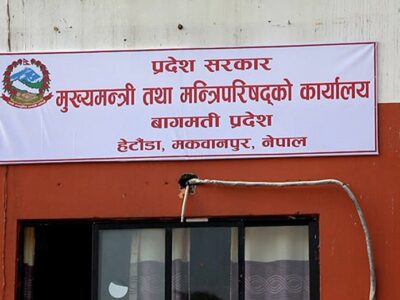 प्रदेश सरकार
मुख्यमन्त्री तथा मन्त्रिपरिषद्को कार्यालय
बागमती प्रदेश
हेटौंडा, मकवानपुर, नेपाल